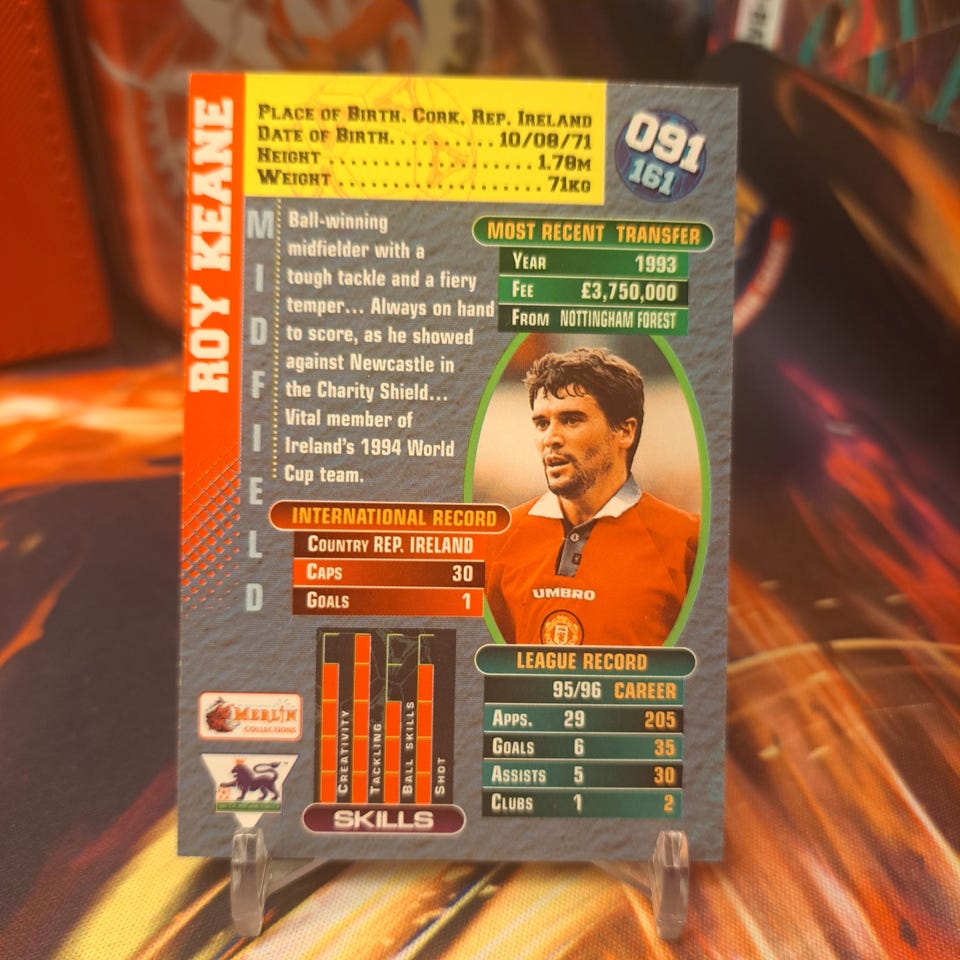 ROY KEANE
PLACE OF BIRTH. CORK, REP. IRELAND
DATE OF BIRTH.......... 10/08/71
HEIGHT .................... 1.78M
WEIGHT .................... 71KG
091
161
MIDFIELD
Ball-winning
midfielder with a
tough tackle and a fiery
temper... Always on hand
to score, as he showed
against Newcastle in
the Charity Shield...
Vital member of
Ireland's 1994 World
Cup team.
MOST RECENT TRANSFER
YEAR 1993
FEE £3,750,000
FROM NOTTINGHAM FOREST
UMBRO
INTERNATIONAL RECORD
COUNTRY REP. IRELAND
CAPS 30
GOALS 1
CREATIVITY
TACKLING
BALL SKILLS
SHOT
SKILLS
LEAGUE RECORD
95/96 CAREER
APPS. 29 205
GOALS 6 35
ASSISTS 5 30
CLUBS 1 2
MERLIN
COLLECTIONS